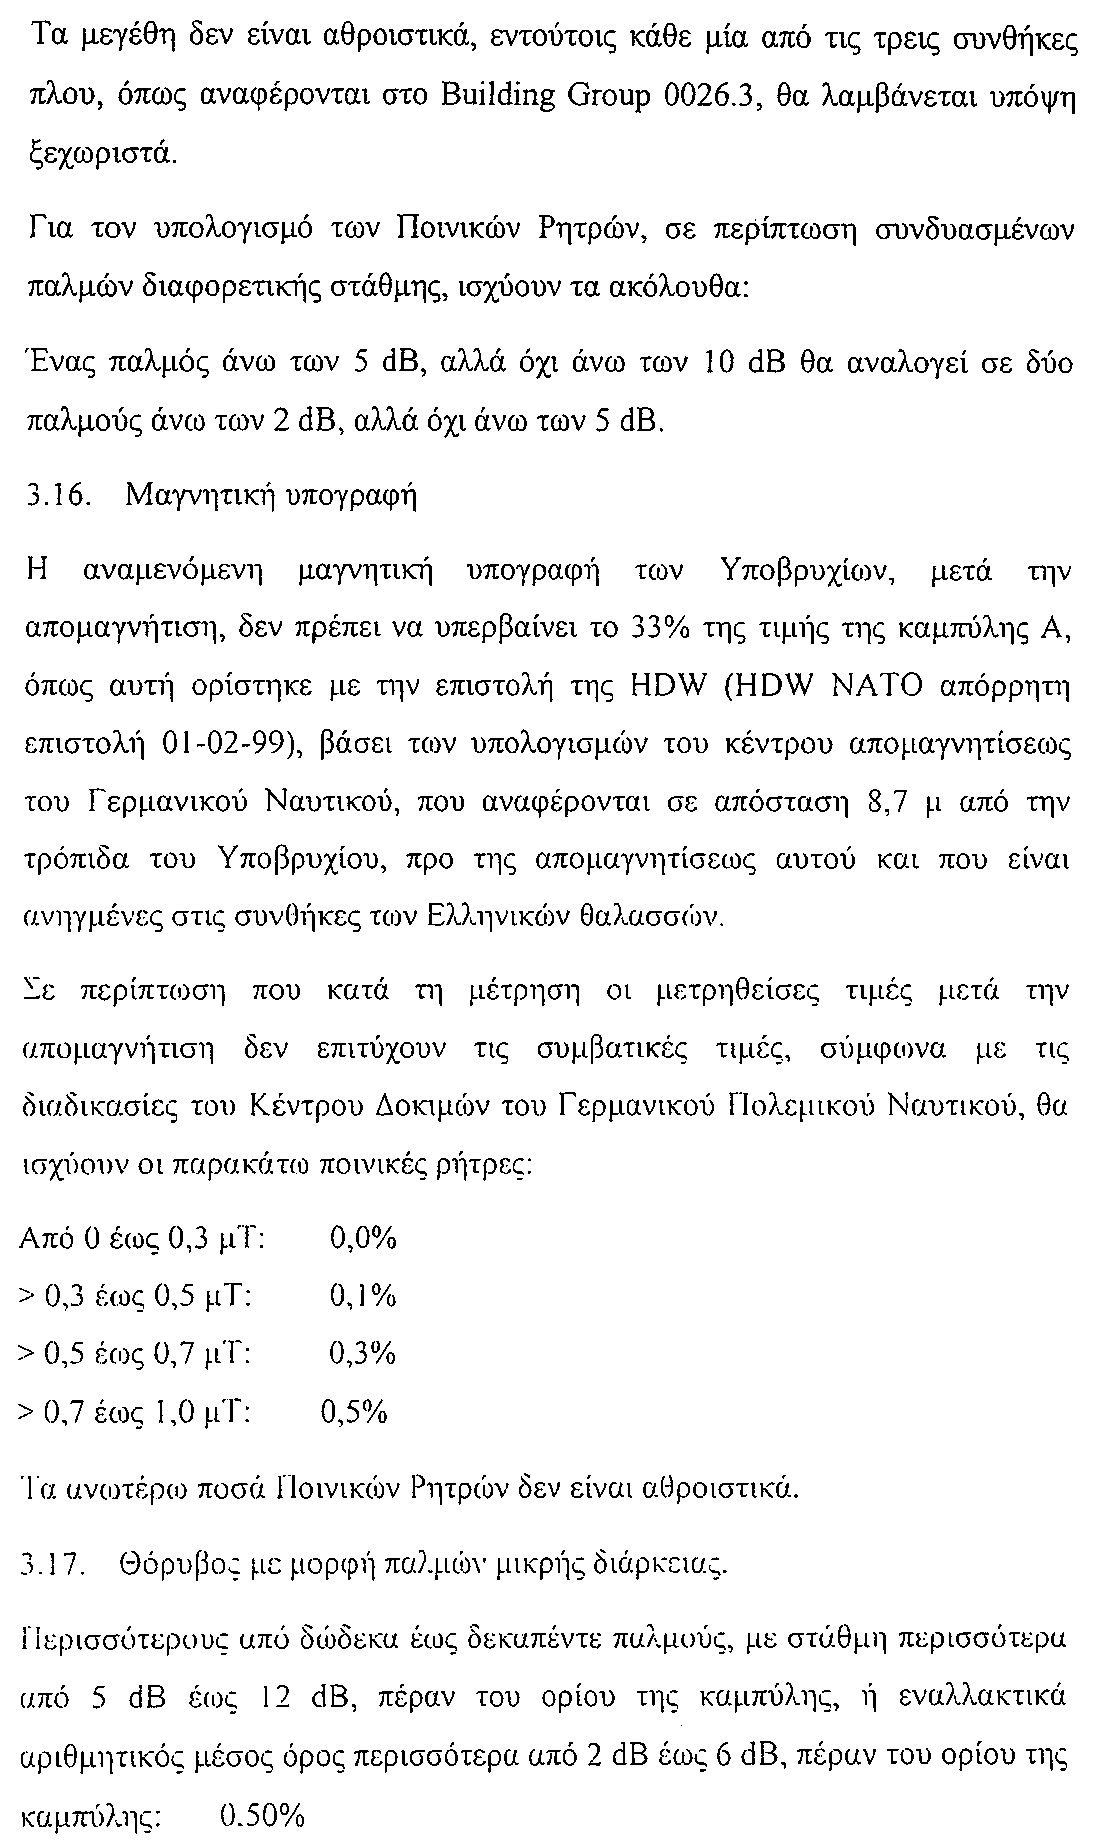 Τα μεγέθη δεν είναι αθροιστικά, εντούτοις κάθε μία από τις τρεις συνθήκες
πλου, όπως αναφέρονται στο Building Group 0026.3, θα λαμβάνεται υπόψη
ξεχωριστά.
Για τον υπολογισμό των Ποινικών Ρητρών, σε περίπτωση συνδυασμένων
παλμών διαφορετικής στάθμης, ισχύουν τα ακόλουθα:
Ένας παλμός άνω των 5 dB, αλλά όχι άνω των 10 dB θα αναλογεί σε δύο
παλμούς άνω των 2 dB, αλλά όχι άνω των 5 dB.
3.16. Μαγνητική υπογραφή
Η αναμενόμενη μαγνητική υπογραφή των Υποβρυχίων, μετά την
απομαγνήτιση, δεν πρέπει να υπερβαίνει το 33% της τιμής της καμπύλης Α,
όπως αυτή ορίστηκε με την επιστολή της HDW (HDW NATO απόρρητη
επιστολή 01-02-99), βάσει των υπολογισμών του κέντρου απομαγνητίσεως
του Γερμανικού Ναυτικού, που αναφέρονται σε απόσταση 8,7 μ από την
τρόπιδα του Υποβρυχίου, προ της απομαγνητίσεως αυτού και που είναι
ανηγμένες στις συνθήκες των Ελληνικών θαλασσών.
Σε περίπτωση που κατά τη μέτρηση οι μετρηθείσες τιμές μετά την
απομαγνήτιση δεν επιτύχουν τις συμβατικές τιμές, σύμφωνα με τις
διαδικασίες του Κέντρου Δοκιμών του Γερμανικού Πολεμικού Ναυτικού, θα
ισχύουν οι παρακάτω ποινικές ρήτρες:
Από 0 έως 0,3 μΤ: 0,0%
> 0,3 έως 0,5 μΤ: 0,1%
> 0,5 έως 0,7 μΤ: 0,3%
> 0,7 έως 1,0 μΤ: 0,5%
Τα ανωτέρω ποσά Ποινικών Ρητρών δεν είναι αθροιστικά.
3.17. Θόρυβος με μορφή παλμών μικρής διάρκειας.
Περισσότερους από δώδεκα έως δεκαπέντε παλμούς, με στάθμη περισσότερα
από 5 dB έως 12 dB, πέραν του ορίου της καμπύλης, ή εναλλακτικά
αριθμητικός μέσος όρος περισσότερα από 2 dB έως 6 dB, πέραν του ορίου της
καμπύλης: 0.50%